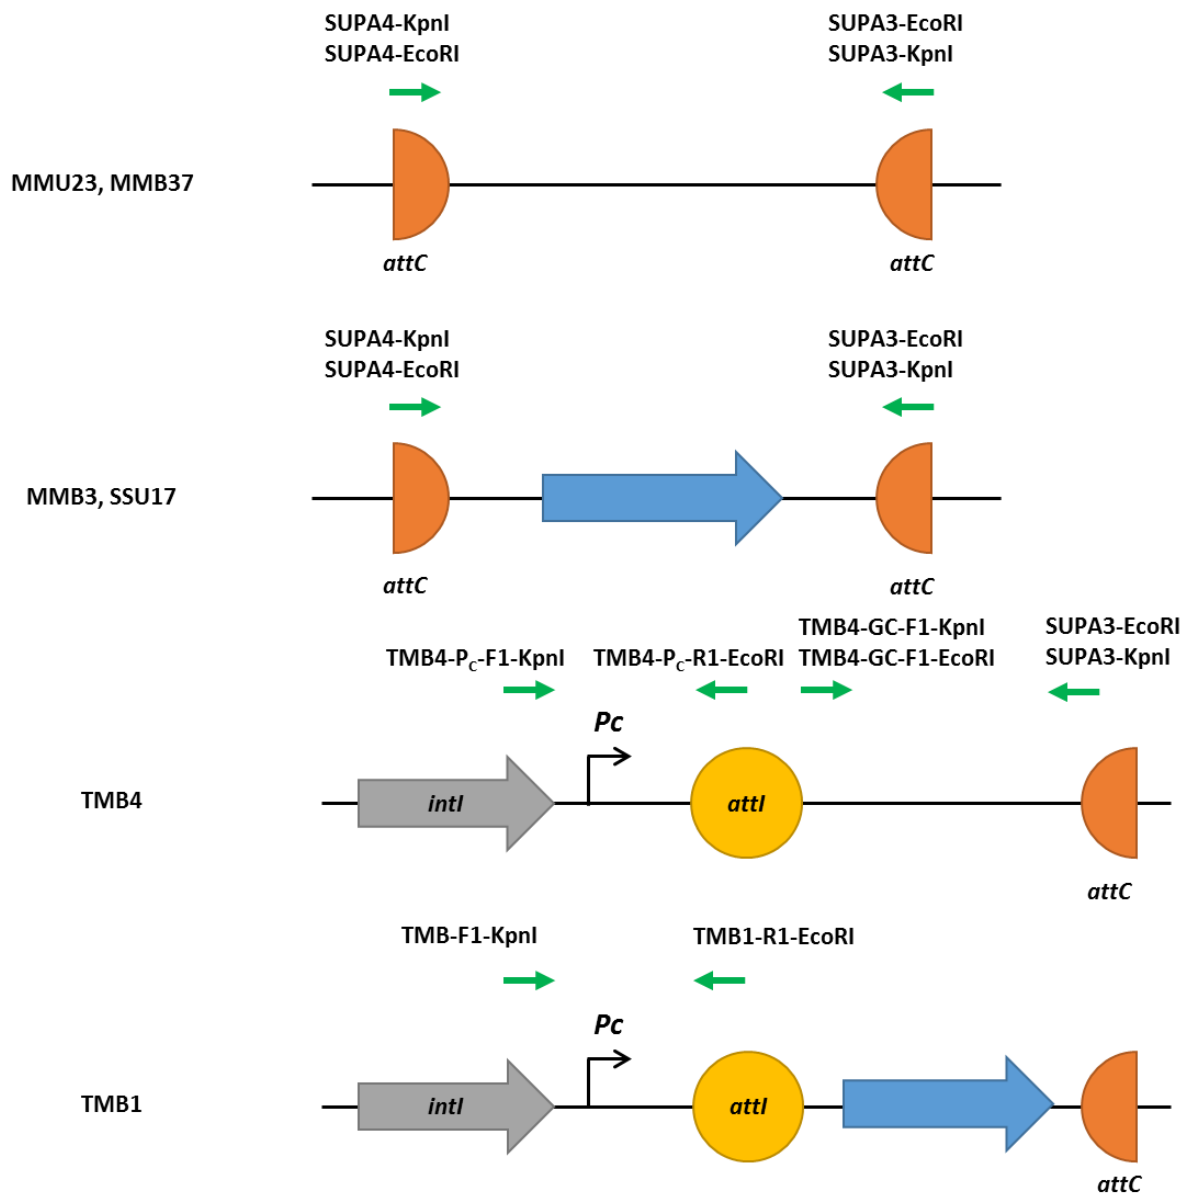 SUPA4-KpnI
SUPA4-EcoRI
SUPA3-EcoRI
SUPA3-KpnI
MMU23, MMB37
attC
attC
SUPA4-KpnI
SUPA4-EcoRI
SUPA3-EcoRI
SUPA3-KpnI
MMB3, SSU17
attC
attC
TMB4-PC-F1-KpnI
TMB4-PC-R1-EcoRI
TMB4-GC-F1-KpnI
TMB4-GC-F1-EcoRI
SUPA3-EcoRI
SUPA3-KpnI
Pc
TMB4
intI
attI
attC
TMB-F1-KpnI
TMB1-R1-EcoRI
Pc
TMB1
intI
attI
attC